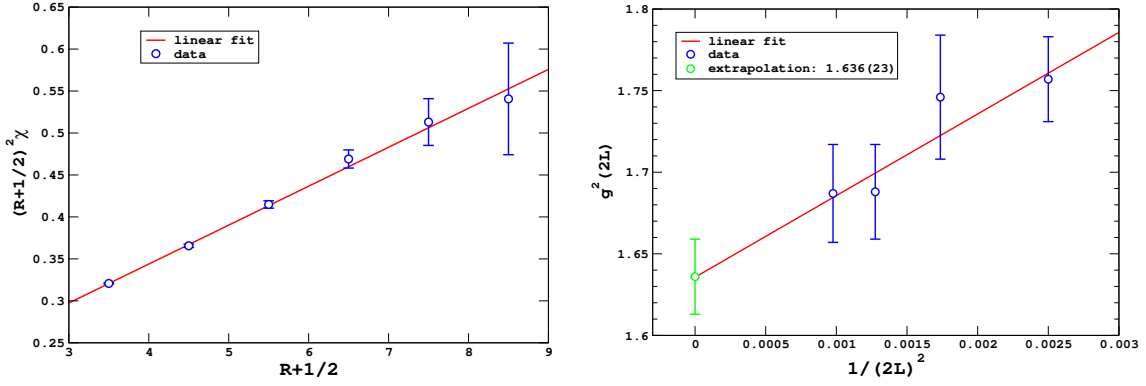 linear fit
data
(R+1/2)²χ
0.65
0.6
0.55
0.5
0.45
0.4
0.35
0.3
0.25
3 4 5 6 7 8 9
R+1/2
linear fit
data
extrapolation: 1.636(23)
g²(2L)
1.8
1.75
1.7
1.65
1.6
0 0.0005 0.001 0.0015 0.002 0.0025 0.003
1/(2L)²